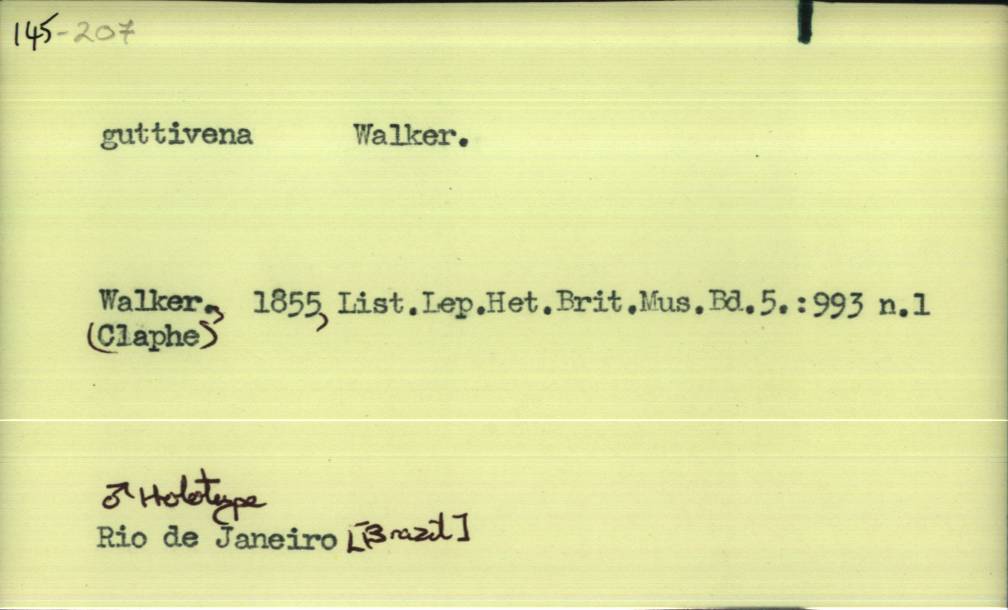 145-207
guttivena Walker.
Walker., 1855, List.Lep.Het.Brit.Mus.Bd.5.:993 n.1
(Claphe)
♂ Holotype
Rio de Janeiro [Brazil]